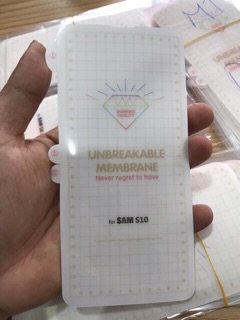 UNBREAKABLE
MEMBRANE
Never regret to have
for SAM S10